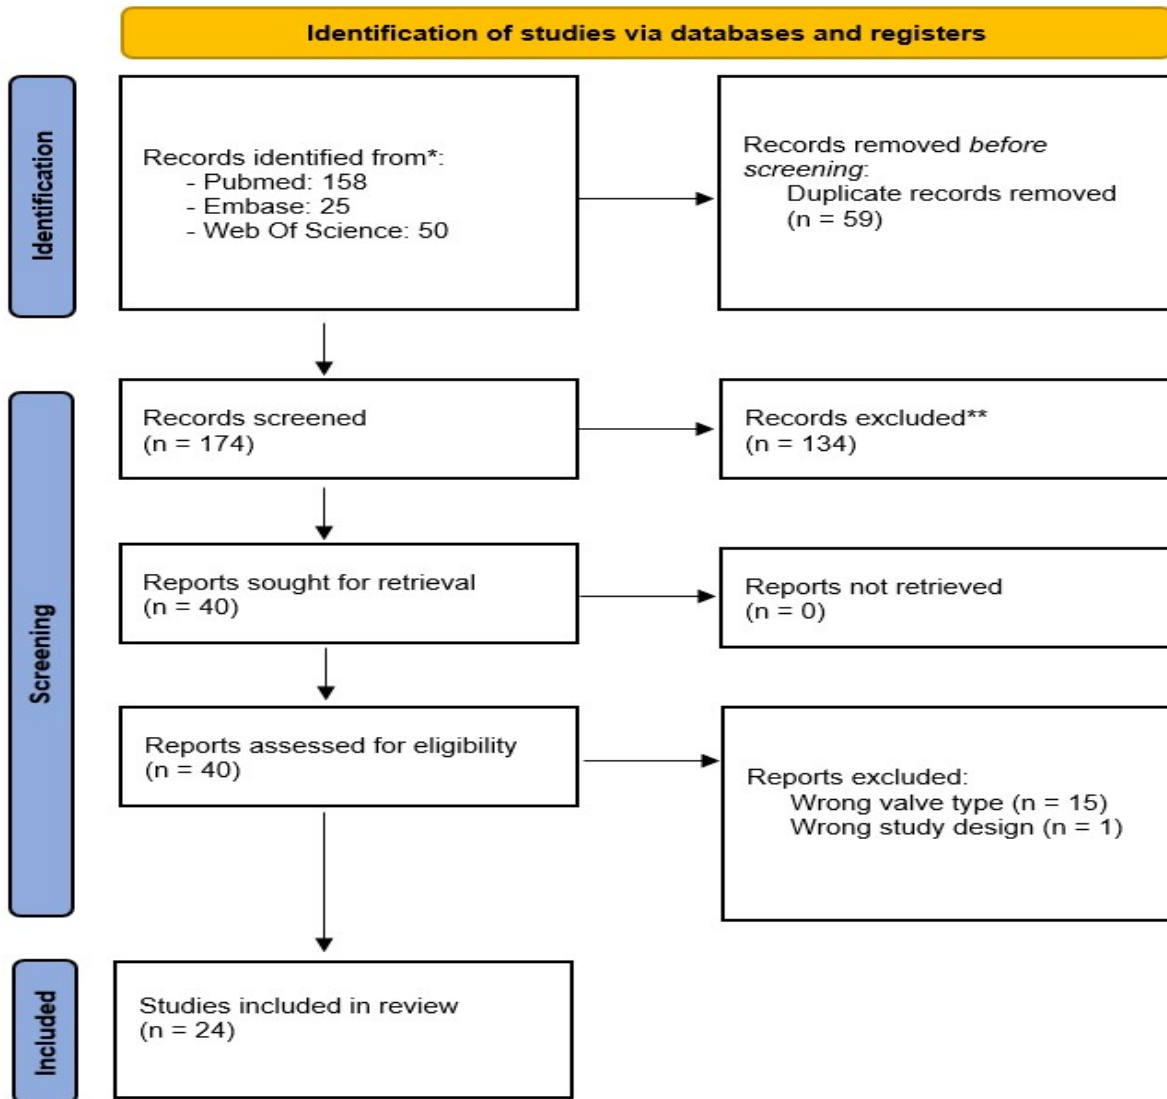 Identification of studies via databases and registers
Identification
Records identified from*:
- Pubmed: 158
- Embase: 25
- Web Of Science: 50
Records removed before
screening:
Duplicate records removed
(n = 59)
Screening
Records screened
(n = 174)
Records excluded**
(n = 134)
Reports sought for retrieval
(n = 40)
Reports not retrieved
(n = 0)
Reports assessed for eligibility
(n = 40)
Reports excluded:
Wrong valve type (n = 15)
Wrong study design (n = 1)
Included
Studies included in review
(n = 24)